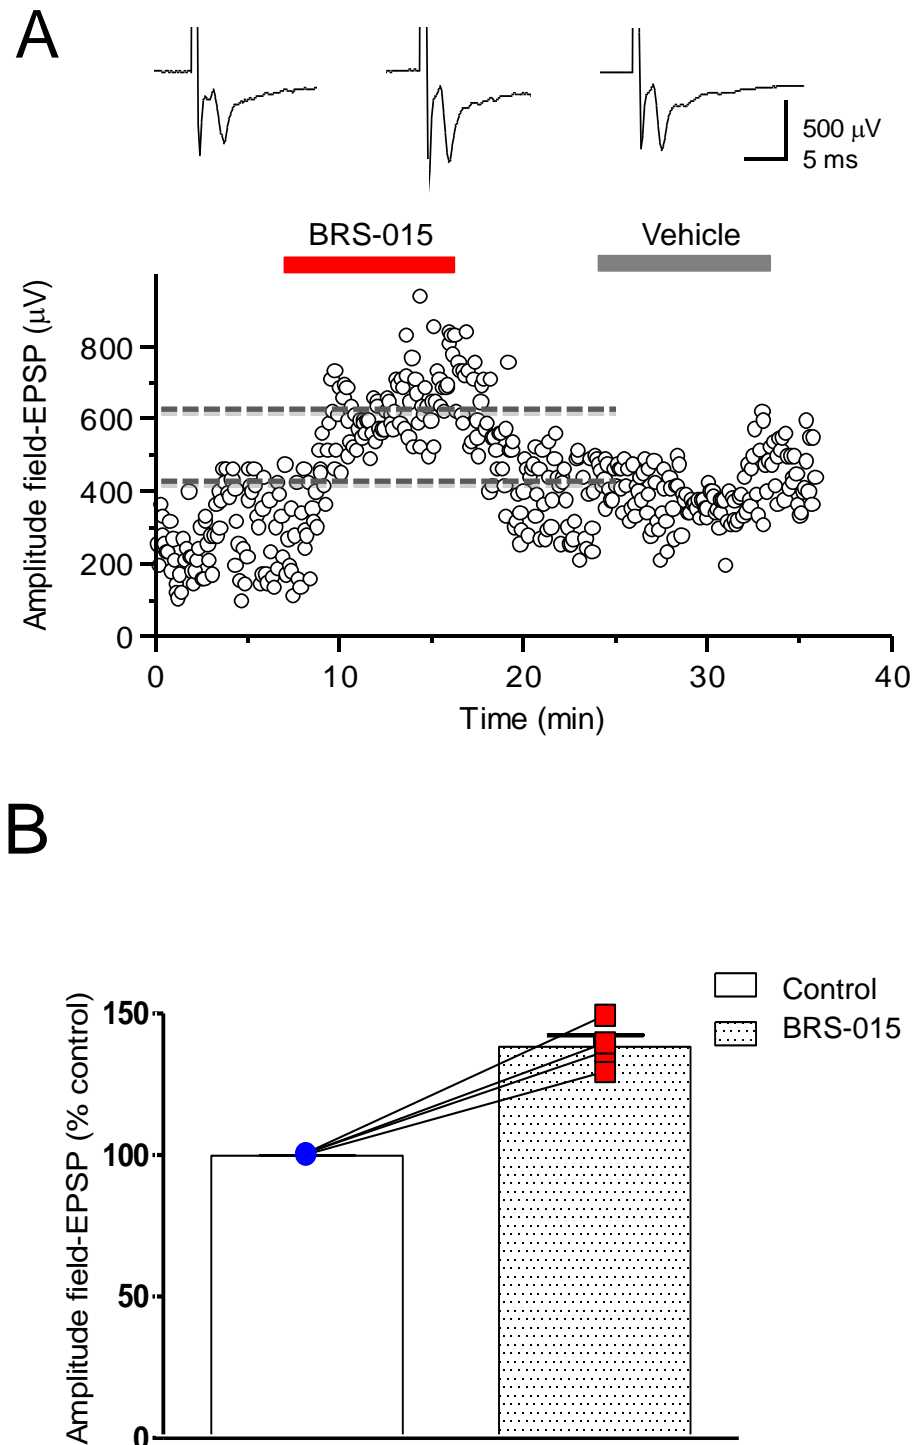 A
500 μV
5 ms
BRS-015
Vehicle
Amplitude field-EPSP (μV)
800
600
400
200
0
0
10
20
30
40
Time (min)
B
Amplitude field-EPSP (% control)
150
100
50
0
Control
BRS-015